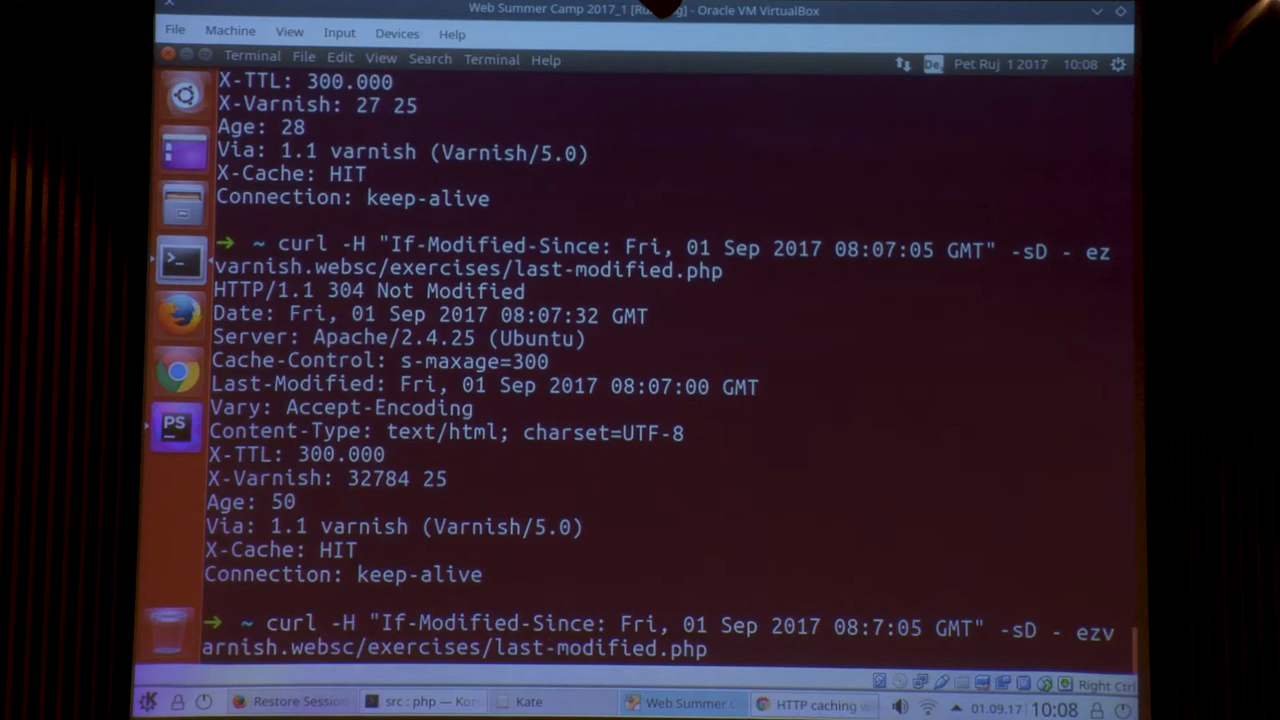 Web Summer Camp 2017_1 [Ru g] - Oracle VM VirtualBox
File Machine View Input Devices Help
Terminal File Edit View Search Terminal Help De Pet Ruj 1 2017 10:08
X-TTL: 300.000
X-Varnish: 27 25
Age: 28
Via: 1.1 varnish (Varnish/5.0)
X-Cache: HIT
Connection: keep-alive
→ ~ curl -H "If-Modified-Since: Fri, 01 Sep 2017 08:07:05 GMT" -sD - ez
varnish.websc/exercises/last-modified.php
HTTP/1.1 304 Not Modified
Date: Fri, 01 Sep 2017 08:07:32 GMT
Server: Apache/2.4.25 (Ubuntu)
Cache-Control: s-maxage=300
Last-Modified: Fri, 01 Sep 2017 08:07:00 GMT
Vary: Accept-Encoding
Content-Type: text/html; charset=UTF-8
X-TTL: 300.000
X-Varnish: 32784 25
Age: 50
Via: 1.1 varnish (Varnish/5.0)
X-Cache: HIT
Connection: keep-alive
→ ~ curl -H "If-Modified-Since: Fri, 01 Sep 2017 08:7:05 GMT" -sD - ezv
arnish.websc/exercises/last-modified.php
PS
Right Ctrl
Restore Session src : php — Kon Kate Web Summer C HTTP caching w 01.09.17 10:08